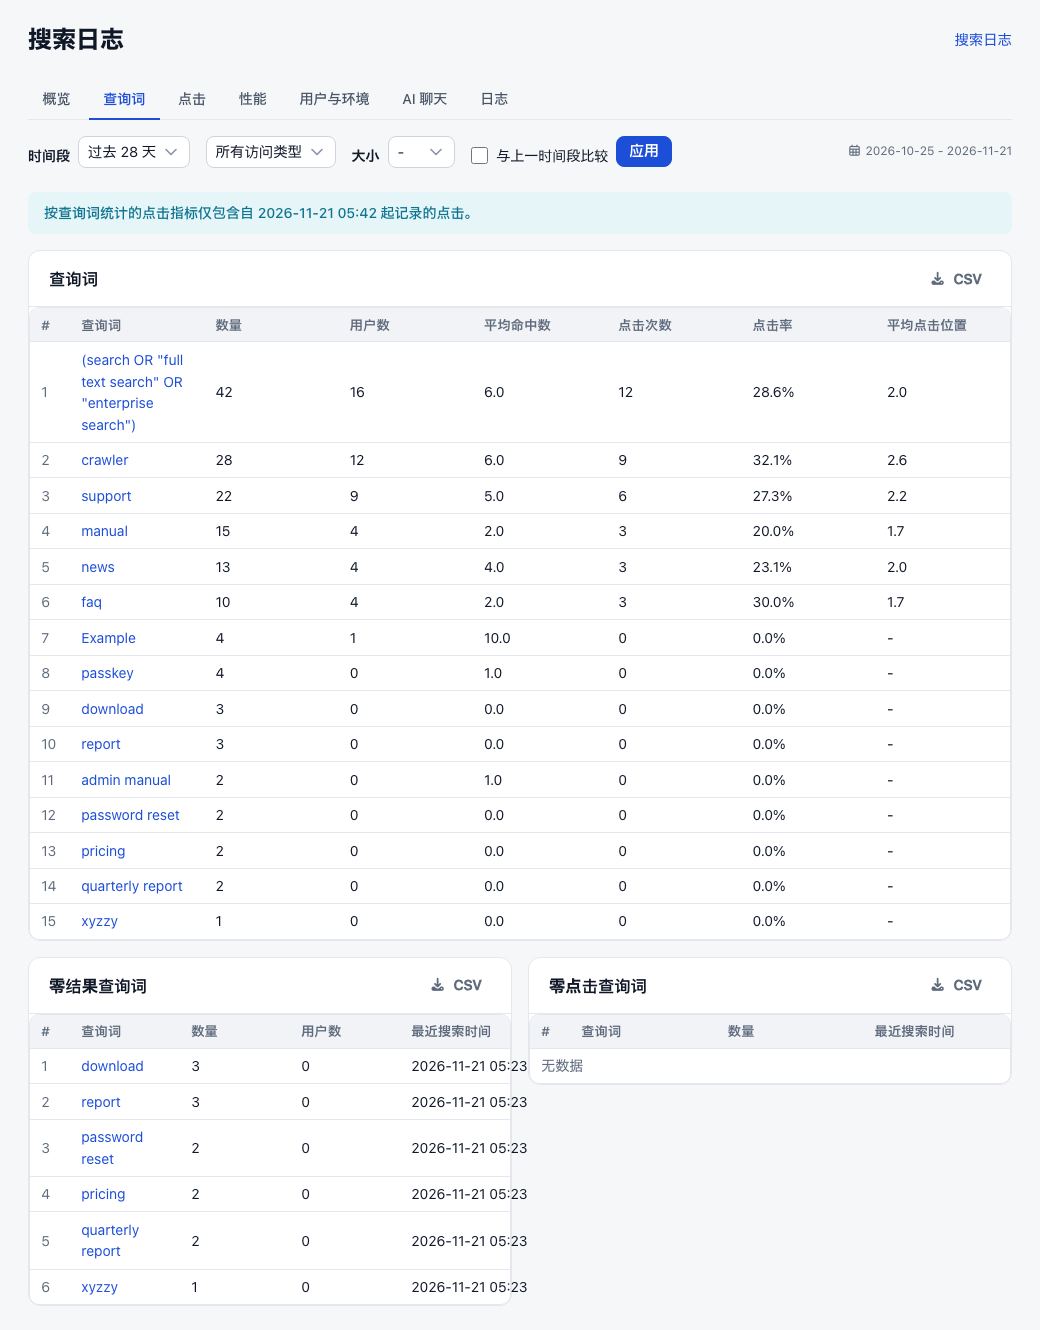 搜索日志
搜索日志
概览 查询词 点击 性能 用户与环境 AI 聊天 日志
时间段 过去 28 天 所有访问类型 大小 - 与上一时间段比较 应用 2026-10-25 - 2026-11-21
按查询词统计的点击指标仅包含自 2026-11-21 05:42 起记录的点击。
查询词 CSV
# 查询词 数量 用户数 平均命中数 点击次数 点击率 平均点击位置
1 (search OR "full text search" OR "enterprise search") 42 16 6.0 12 28.6% 2.0
2 crawler 28 12 6.0 9 32.1% 2.6
3 support 22 9 5.0 6 27.3% 2.2
4 manual 15 4 2.0 3 20.0% 1.7
5 news 13 4 4.0 3 23.1% 2.0
6 faq 10 4 2.0 3 30.0% 1.7
7 Example 4 1 10.0 0 0.0% -
8 passkey 4 0 1.0 0 0.0% -
9 download 3 0 0.0 0 0.0% -
10 report 3 0 0.0 0 0.0% -
11 admin manual 2 0 1.0 0 0.0% -
12 password reset 2 0 0.0 0 0.0% -
13 pricing 2 0 0.0 0 0.0% -
14 quarterly report 2 0 0.0 0 0.0% -
15 xyzzy 1 0 0.0 0 0.0% -
零结果查询词 CSV
# 查询词 数量 用户数 最近搜索时间
1 download 3 0 2026-11-21 05:23
2 report 3 0 2026-11-21 05:23
3 password reset 2 0 2026-11-21 05:23
4 pricing 2 0 2026-11-21 05:23
5 quarterly report 2 0 2026-11-21 05:23
6 xyzzy 1 0 2026-11-21 05:23
零点击查询词 CSV
# 查询词 数量 最近搜索时间
无数据